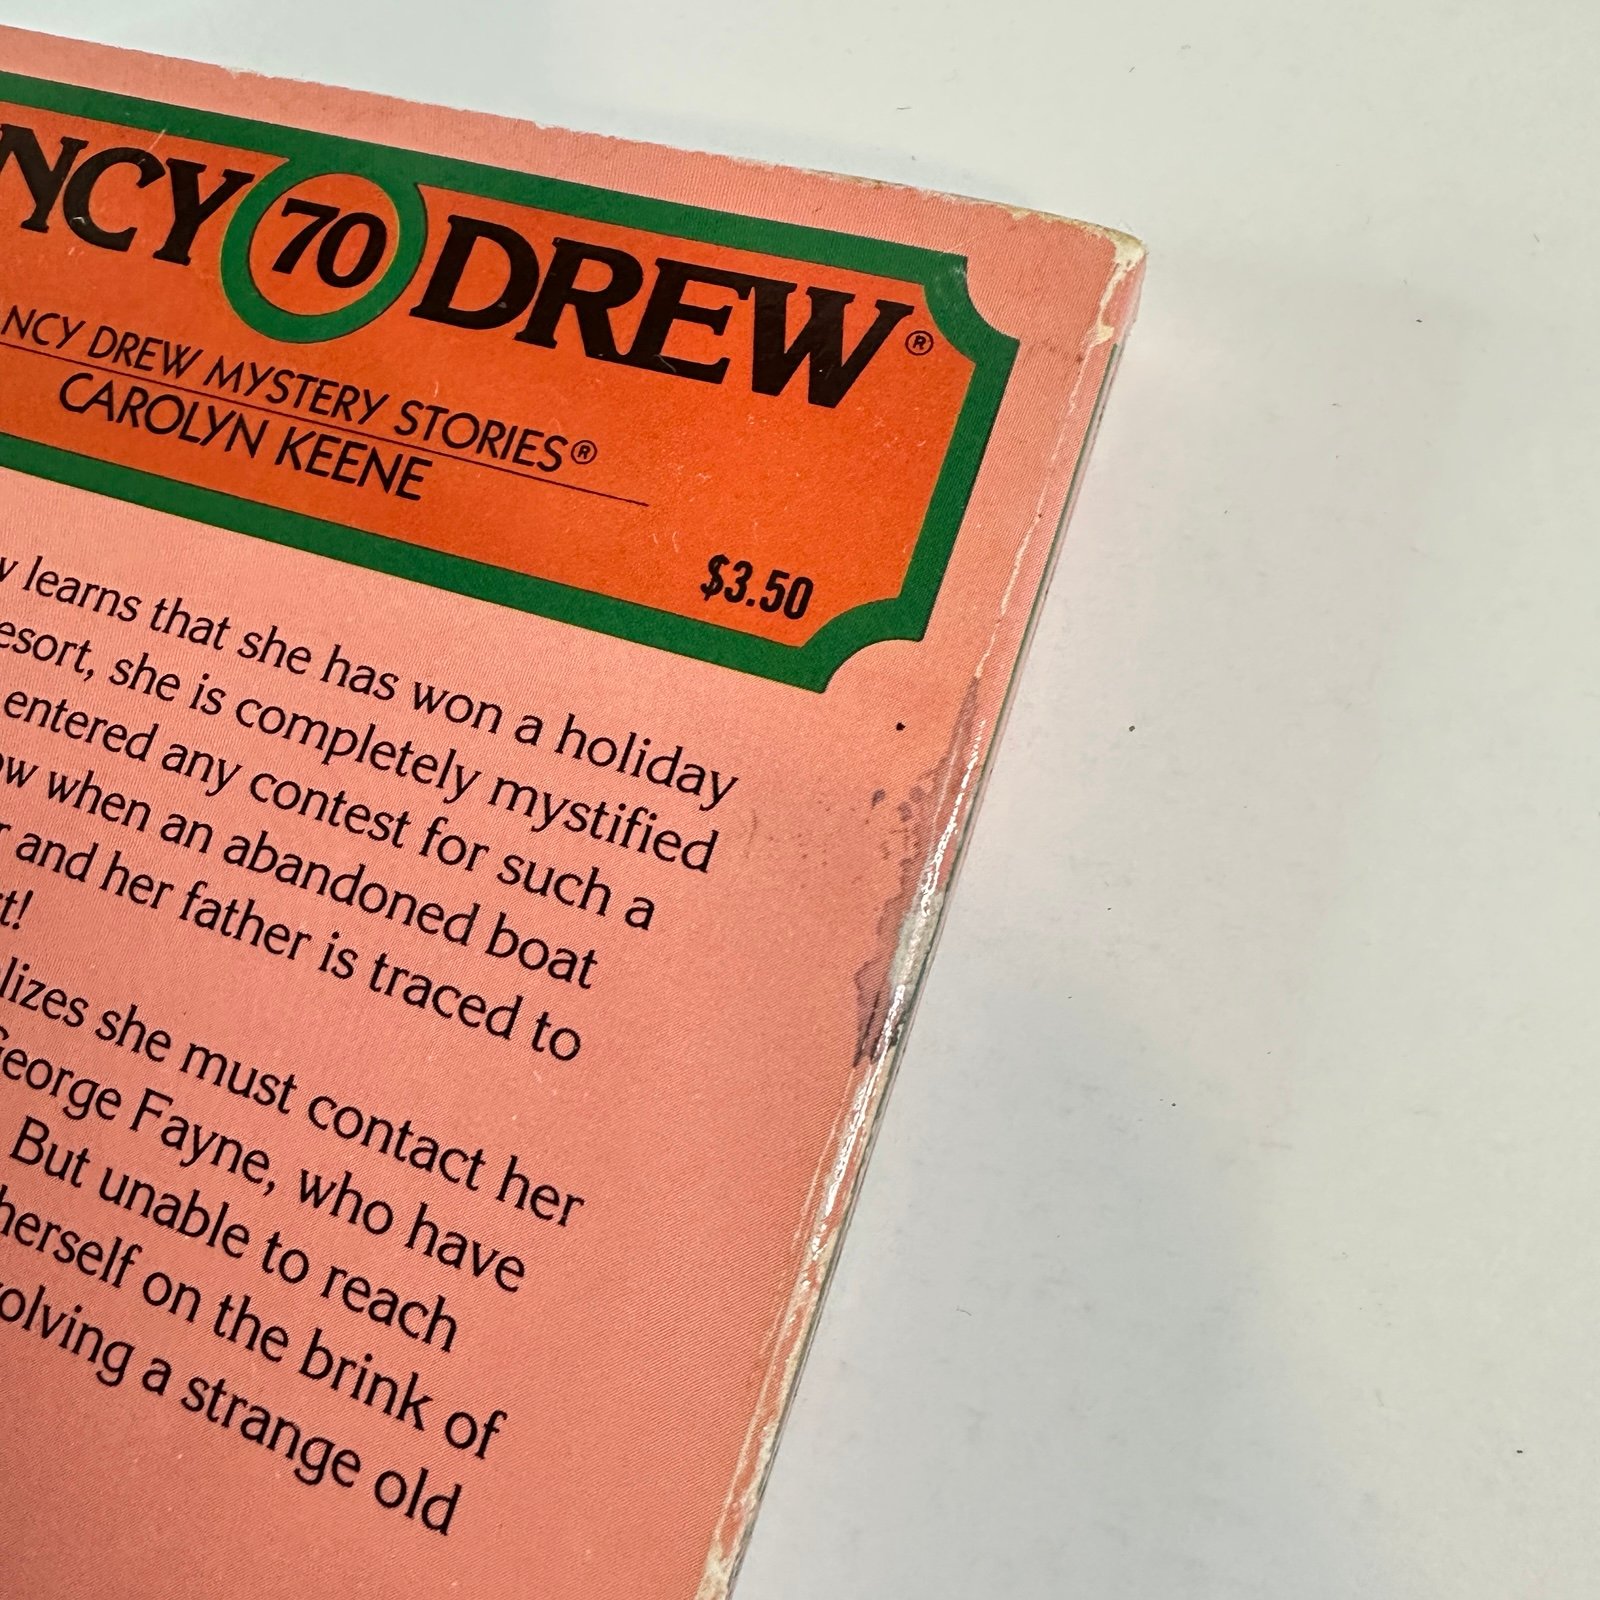 NCY 70 DREW®
NCY DREW MYSTERY STORIES®
CAROLYN KEENE
$3.50
learns that she has won a holiday
esort, she is completely mystified
entered any contest for such a
ow when an abandoned boat
and her father is traced to
t!
lizes she must contact her
George Fayne, who have
But unable to reach
herself on the brink of
volving a strange old